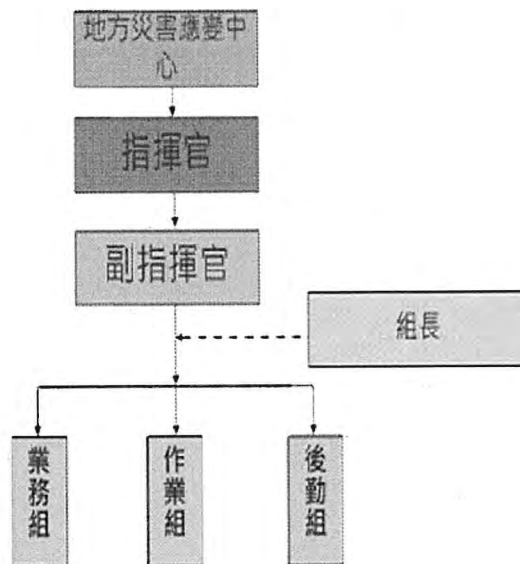 地方災害應變中
心
指揮官
副指揮官
組長
業務組
作業組
後勤組